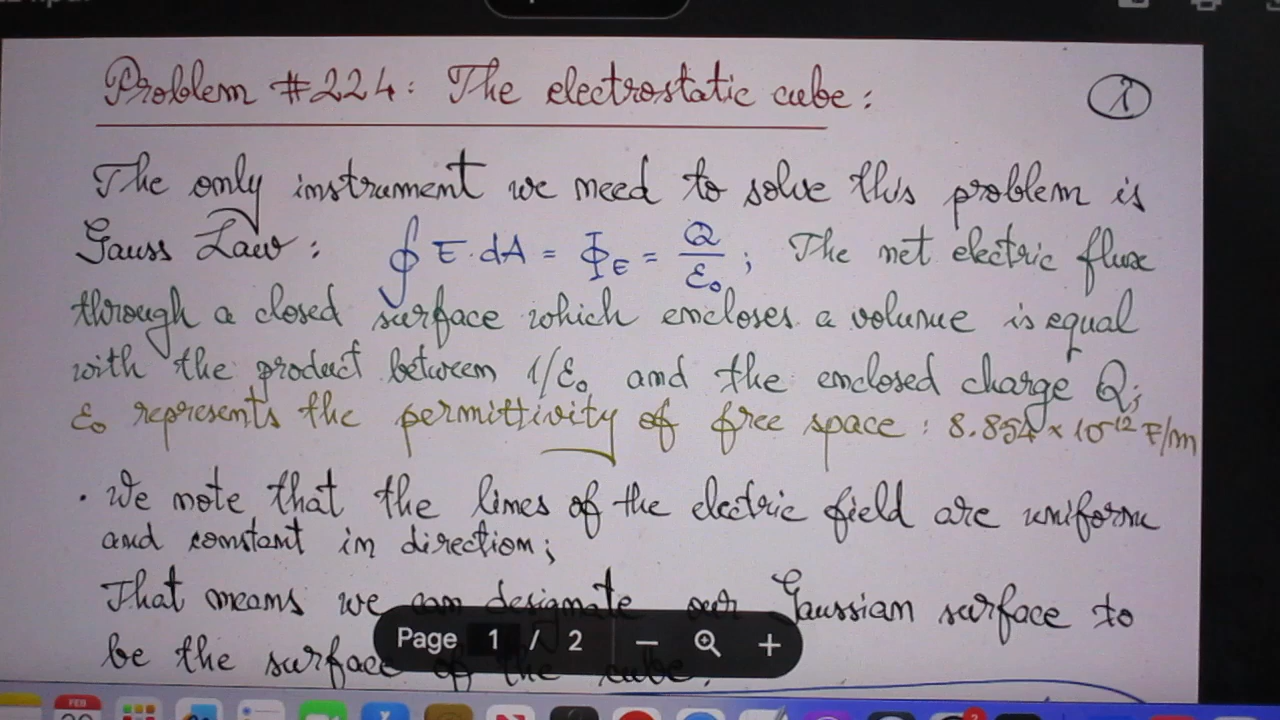 Problem #224: The electrostatic cube:
1
The only instrument we need to solve this problem is
Gauss Law: ∮ E·dA = Φ_E = Q/ε₀; The net electric flux
through a closed surface which encloses a volume is equal
with the product between 1/ε₀ and the enclosed charge Q;
ε₀ represents the permittivity of free space: 8.854 × 10⁻¹² F/m
· We note that the lines of the electric field are uniform
and constant in direction;
That means we can designate our Gaussian surface to
be the surface of the cube.
Page 1 / 2 − +
FEB
2